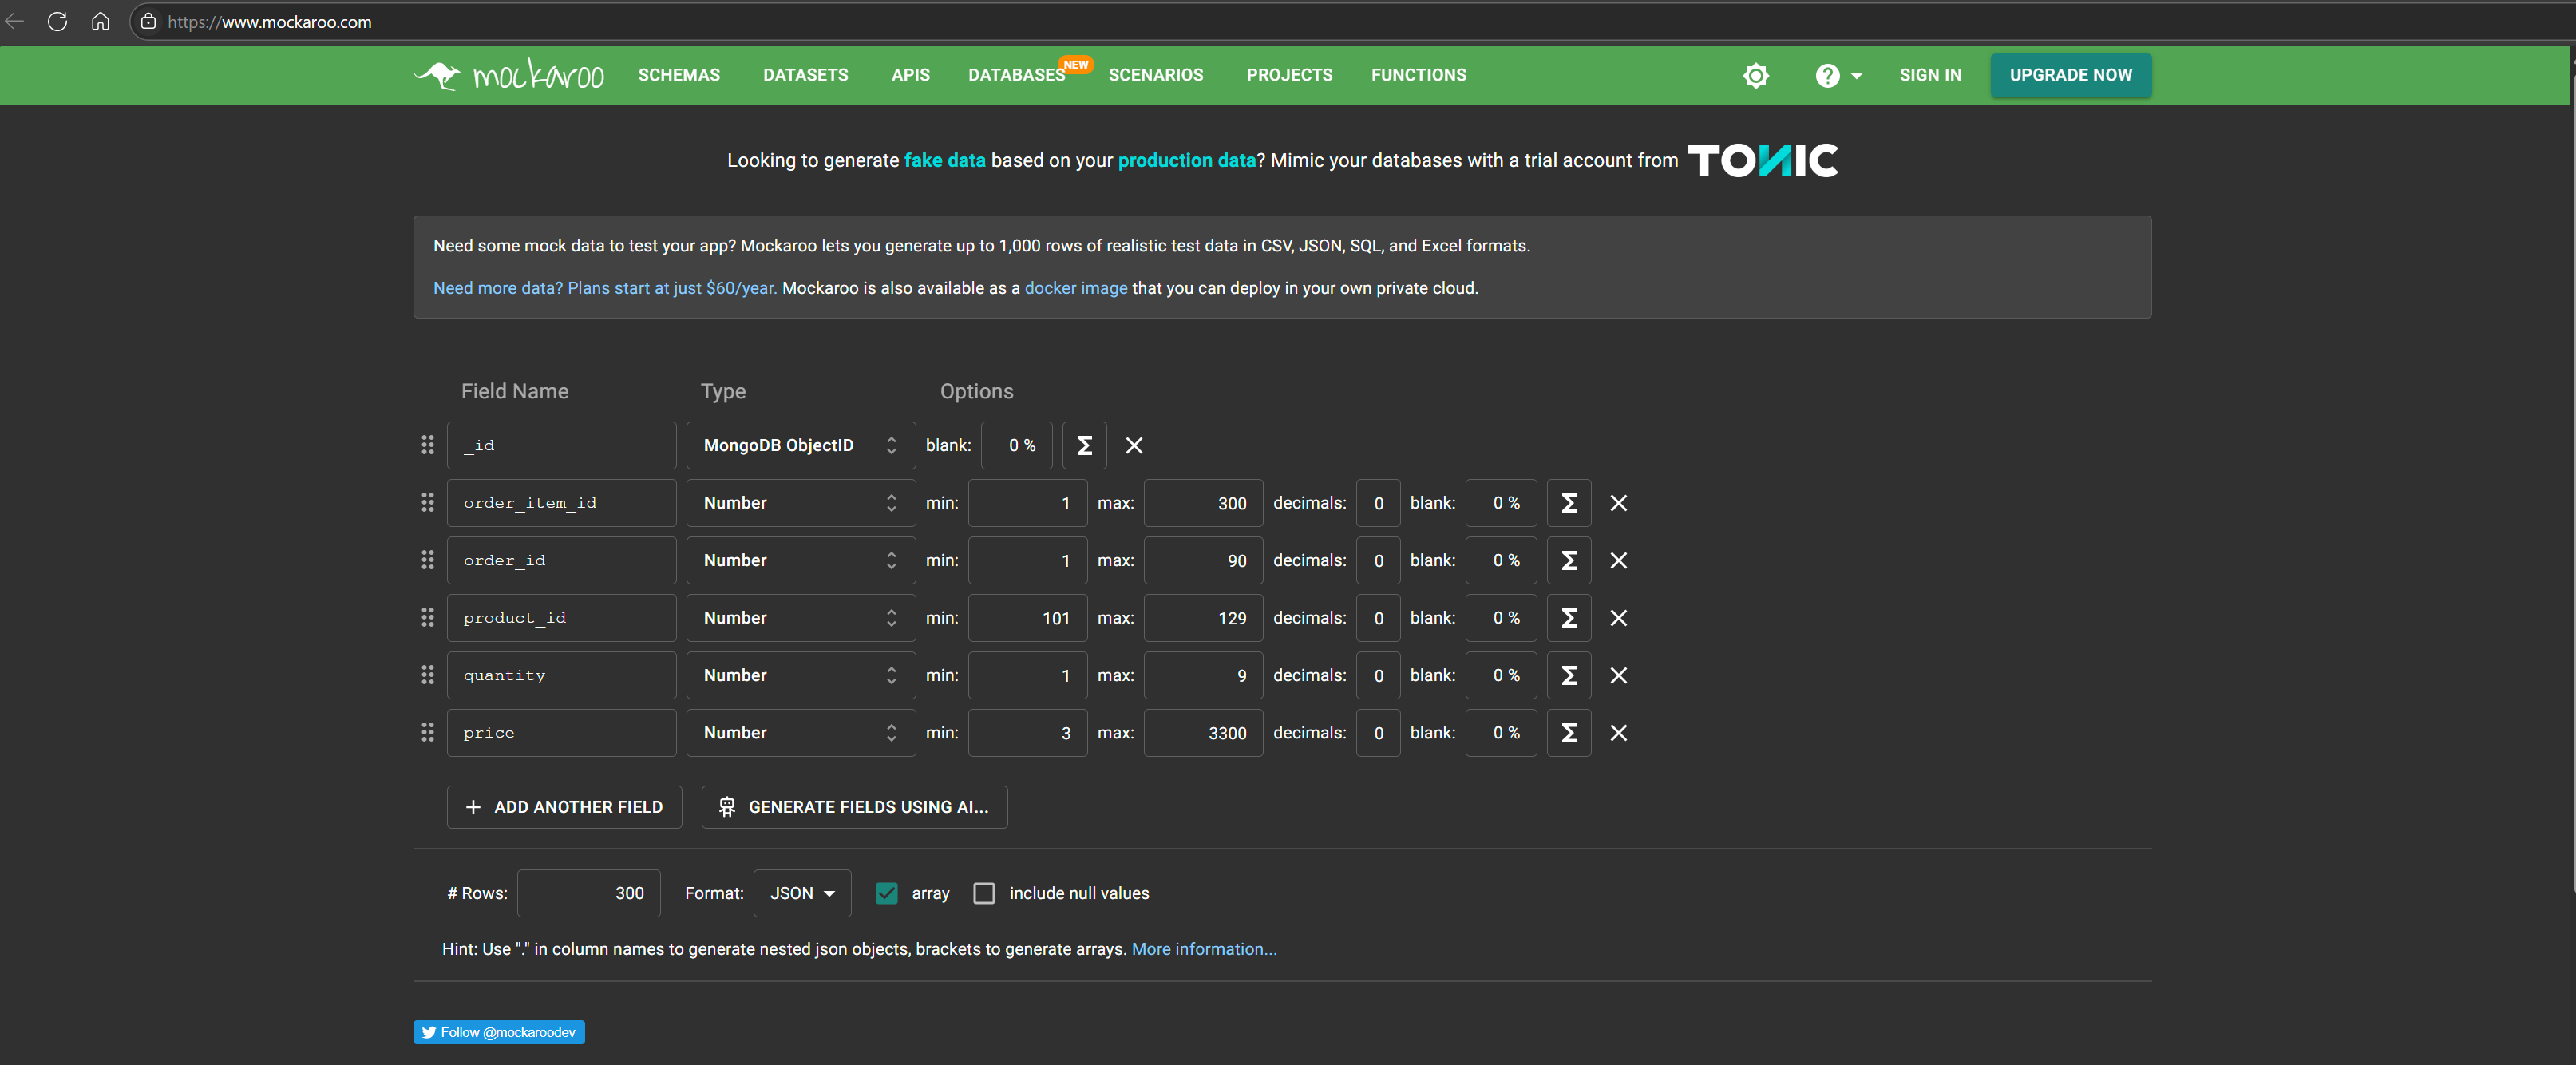 https://www.mockaroo.com
mockaroo SCHEMAS DATASETS APIS DATABASES NEW SCENARIOS PROJECTS FUNCTIONS SIGN IN UPGRADE NOW
Looking to generate fake data based on your production data? Mimic your databases with a trial account from TONIC
Need some mock data to test your app? Mockaroo lets you generate up to 1,000 rows of realistic test data in CSV, JSON, SQL, and Excel formats.
Need more data? Plans start at just $60/year. Mockaroo is also available as a docker image that you can deploy in your own private cloud.
Field Name Type Options
_id MongoDB ObjectID blank: 0 % Σ
order_item_id Number min: 1 max: 300 decimals: 0 blank: 0 % Σ
order_id Number min: 1 max: 90 decimals: 0 blank: 0 % Σ
product_id Number min: 101 max: 129 decimals: 0 blank: 0 % Σ
quantity Number min: 1 max: 9 decimals: 0 blank: 0 % Σ
price Number min: 3 max: 3300 decimals: 0 blank: 0 % Σ
+ ADD ANOTHER FIELD GENERATE FIELDS USING AI...
# Rows: 300 Format: JSON array include null values
Hint: Use "." in column names to generate nested json objects, brackets to generate arrays. More information...
Follow @mockaroodev